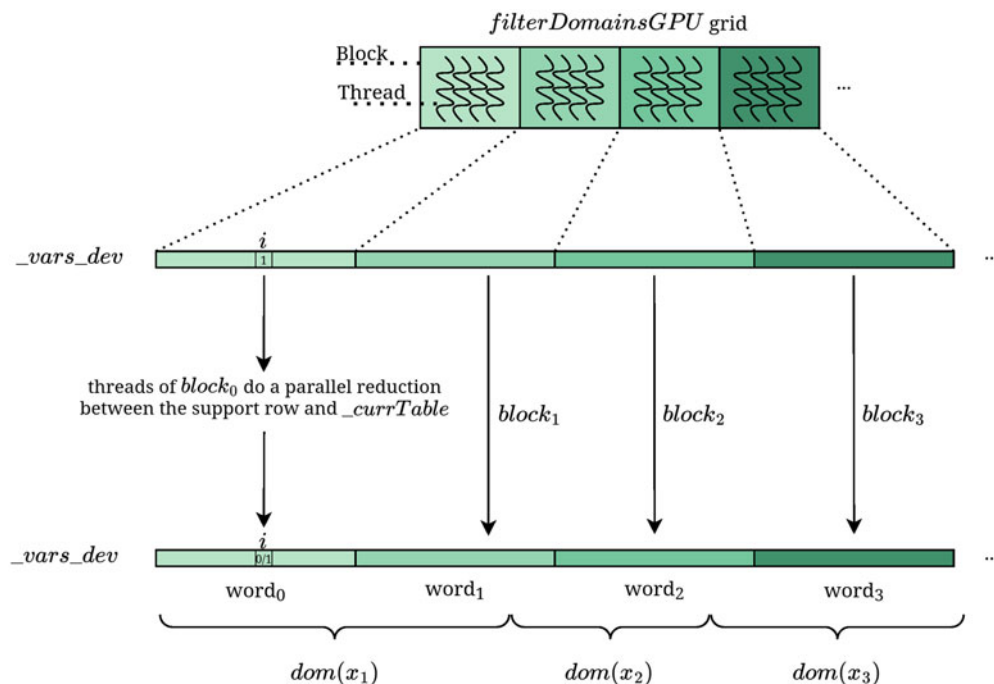 filterDomainsGPU grid
Block
Thread
...
_vars_dev
i
1
..
threads of block₀ do a parallel reduction
between the support row and _currTable
block₁
block₂
block₃
_vars_dev
i
0/1
..
word₀
word₁
word₂
word₃
dom(x₁)
dom(x₂)
dom(x₃)